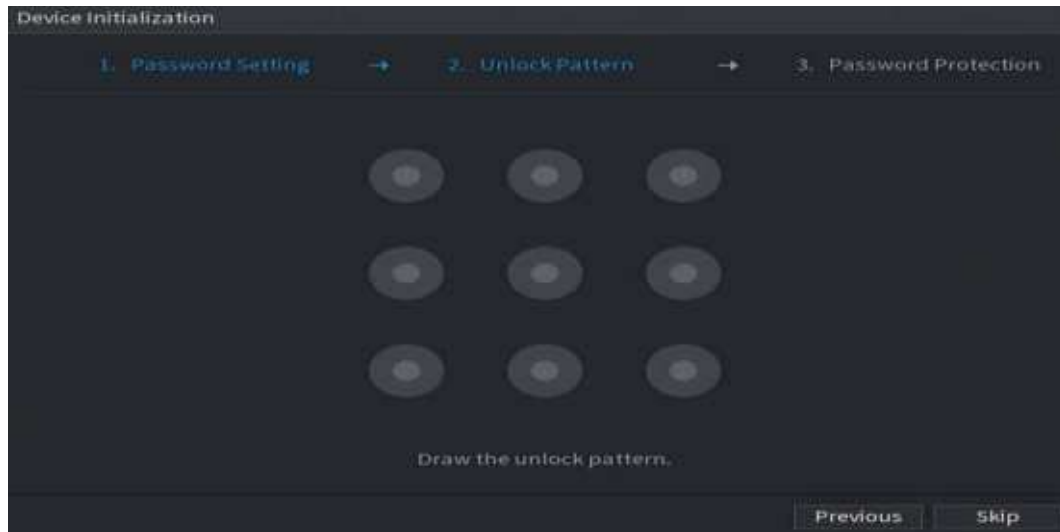 Device Initialization
1. Password Setting → 2. Unlock Pattern → 3. Password Protection
Draw the unlock pattern.
Previous Skip